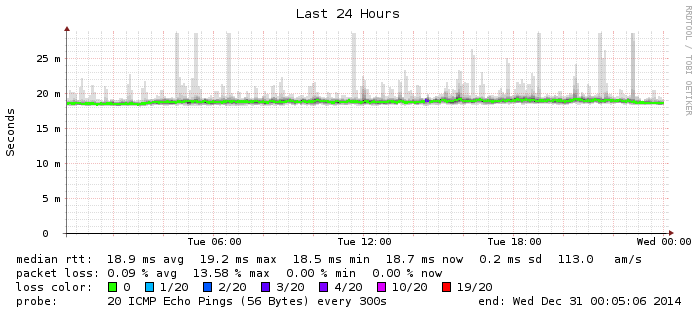 Last 24 Hours
RRDTOOL / TOBI OETIKER
Seconds
25 m
20 m
15 m
10 m
5 m
0
Tue 06:00 Tue 12:00 Tue 18:00 Wed 00:00
median rtt: 18.9 ms avg 19.2 ms max 18.5 ms min 18.7 ms now 0.2 ms sd 113.0 am/s
packet loss: 0.09 % avg 13.58 % max 0.00 % min 0.00 % now
loss color: 0 1/20 2/20 3/20 4/20 10/20 19/20
probe: 20 ICMP Echo Pings (56 Bytes) every 300s end: Wed Dec 31 00:05:06 2014